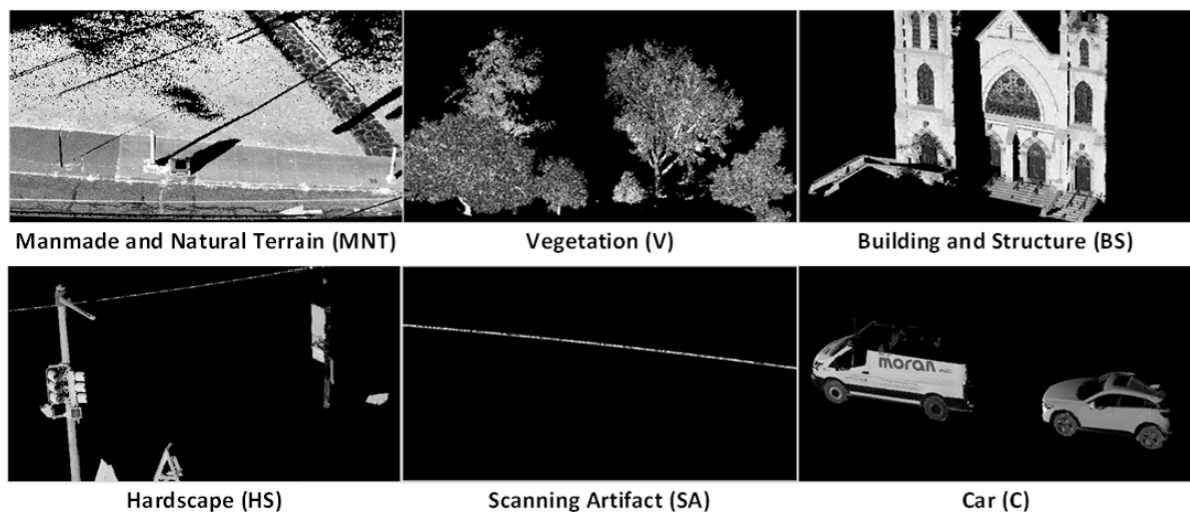 Manmade and Natural Terrain (MNT)
Vegetation (V)
Building and Structure (BS)
moran
Hardscape (HS)
Scanning Artifact (SA)
Car (C)